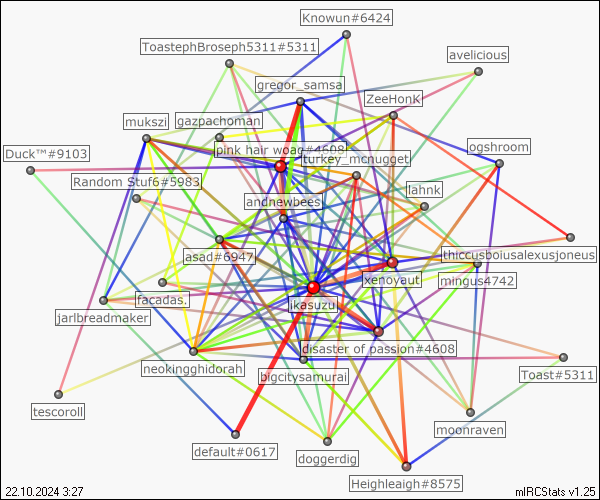 Knowun#6424
ToastephBroseph5311#5311
avelicious
gregor_samsa
ZeeHonK
mukszi
gazpachoman
Duck™#9103
pink hair woag#4608
turkey_mcnugget
ogshroom
Random Stuf6#5983
lahnk
andnewbees
asad#6947
thiccusboiusalexusjoneus
xenoyaut
mingus4742
facadas.
ikasuzu
jarlbreadmaker
disaster of passion#4608
neokingghidorah
bigcitysamurai
Toast#5311
tescoroll
moonraven
default#0617
doggerdig
Heighleaigh#8575
22.10.2024 3:27
mIRCStats v1.25